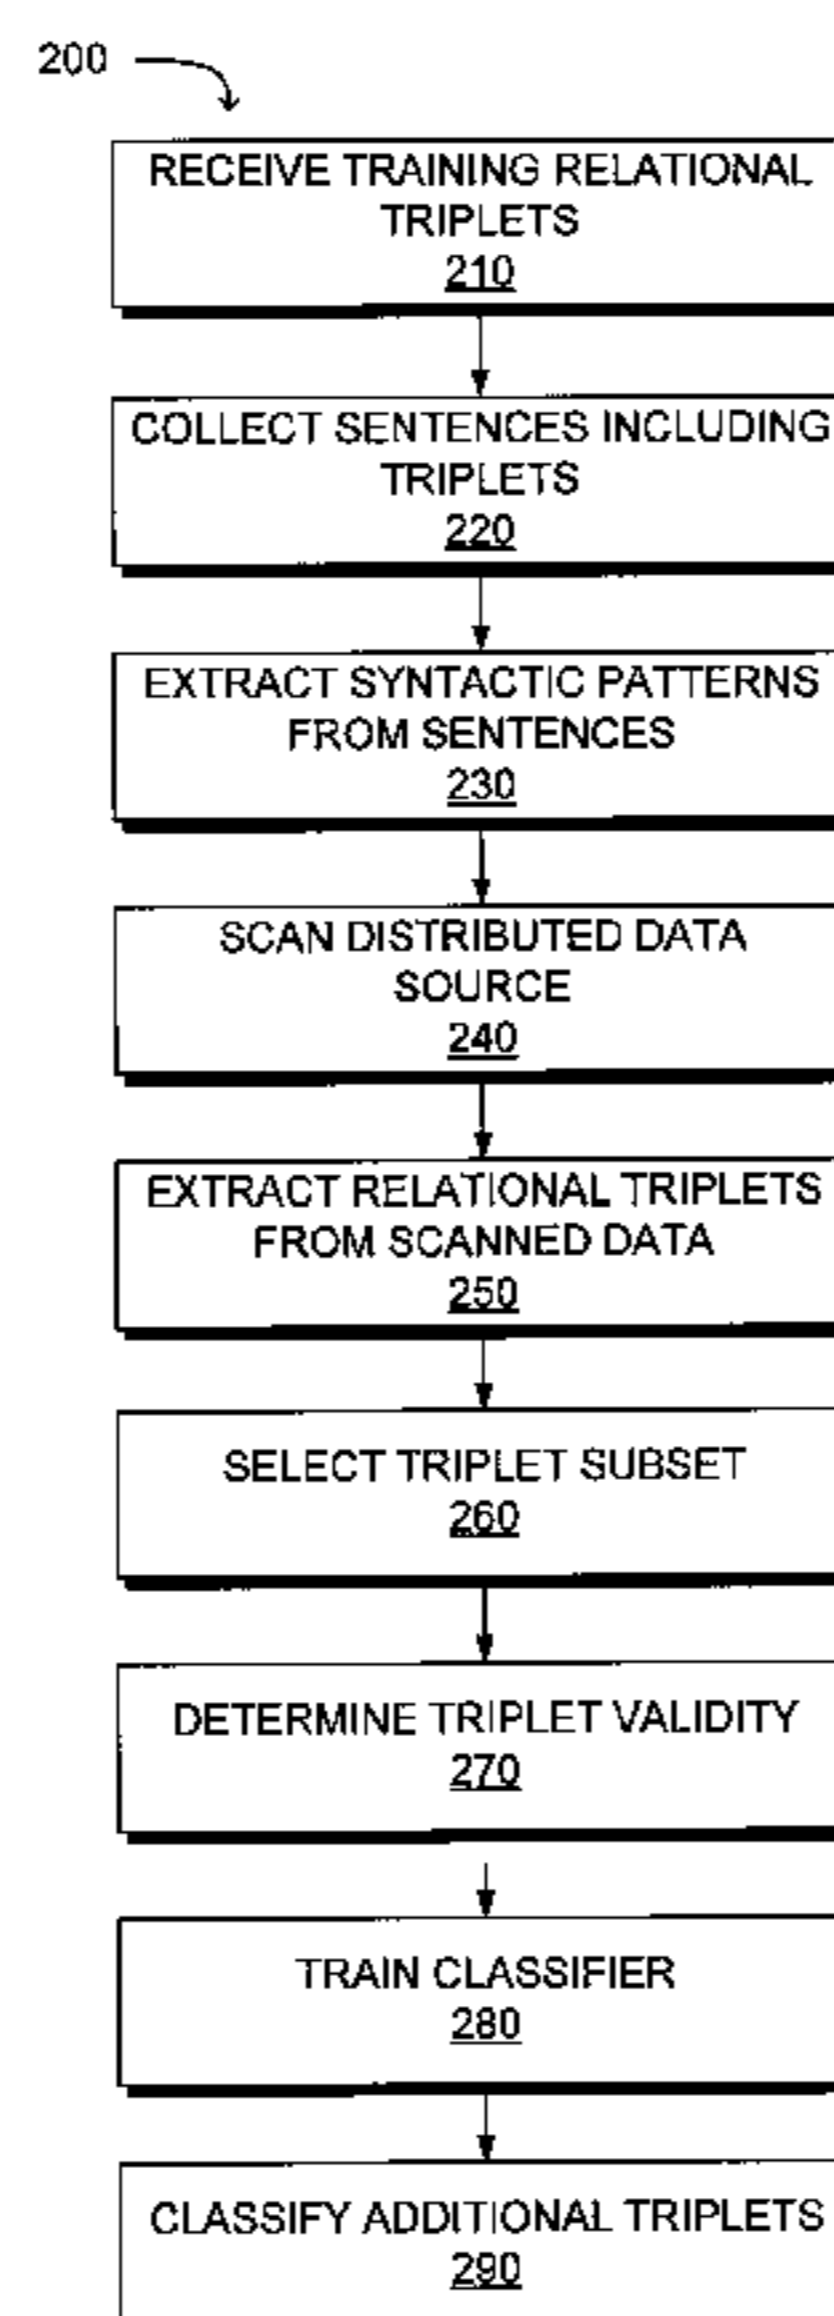 200
RECEIVE TRAINING RELATIONAL
TRIPLETS
210
COLLECT SENTENCES INCLUDING
TRIPLETS
220
EXTRACT SYNTACTIC PATTERNS
FROM SENTENCES
230
SCAN DISTRIBUTED DATA
SOURCE
240
EXTRACT RELATIONAL TRIPLETS
FROM SCANNED DATA
250
SELECT TRIPLET SUBSET
260
DETERMINE TRIPLET VALIDITY
270
TRAIN CLASSIFIER
280
CLASSIFY ADDITIONAL TRIPLETS
290